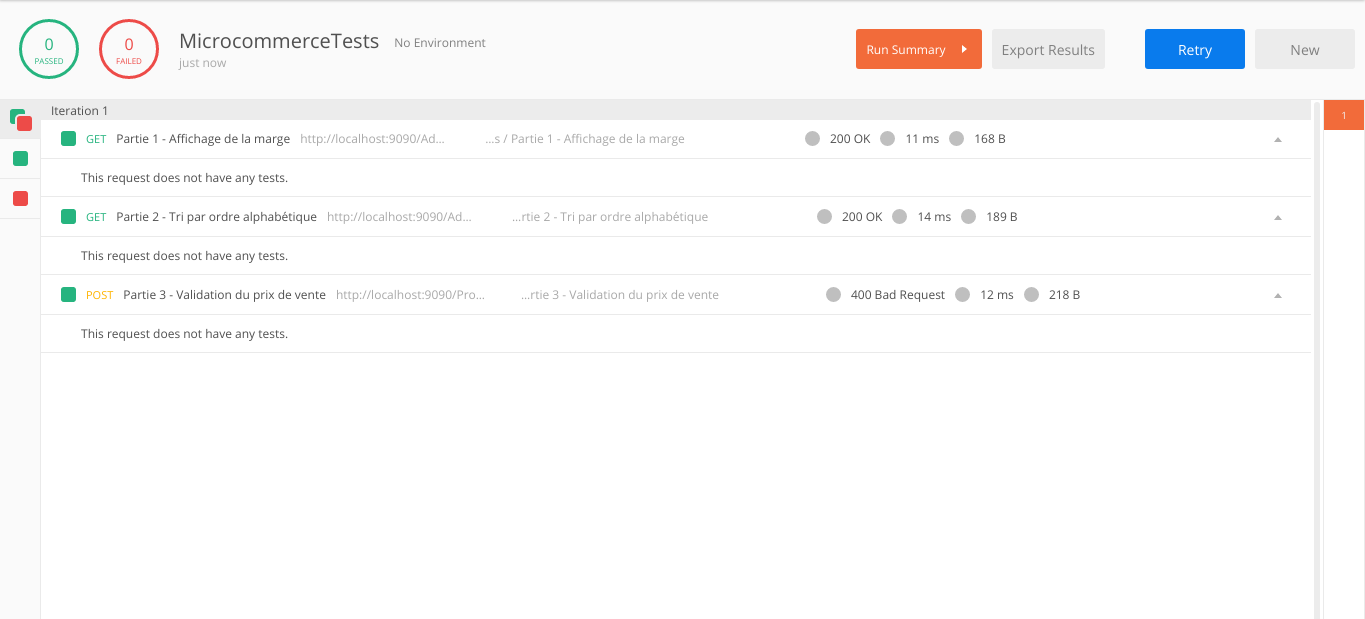 0 PASSED 0 FAILED MicrocommerceTests No Environment just now Run Summary Export Results Retry New
Iteration 1 1
GET Partie 1 - Affichage de la marge http://localhost:9090/Ad... ...s / Partie 1 - Affichage de la marge 200 OK 11 ms 168 B
This request does not have any tests.
GET Partie 2 - Tri par ordre alphabétique http://localhost:9090/Ad... ...rtie 2 - Tri par ordre alphabétique 200 OK 14 ms 189 B
This request does not have any tests.
POST Partie 3 - Validation du prix de vente http://localhost:9090/Pro... ...rtie 3 - Validation du prix de vente 400 Bad Request 12 ms 218 B
This request does not have any tests.